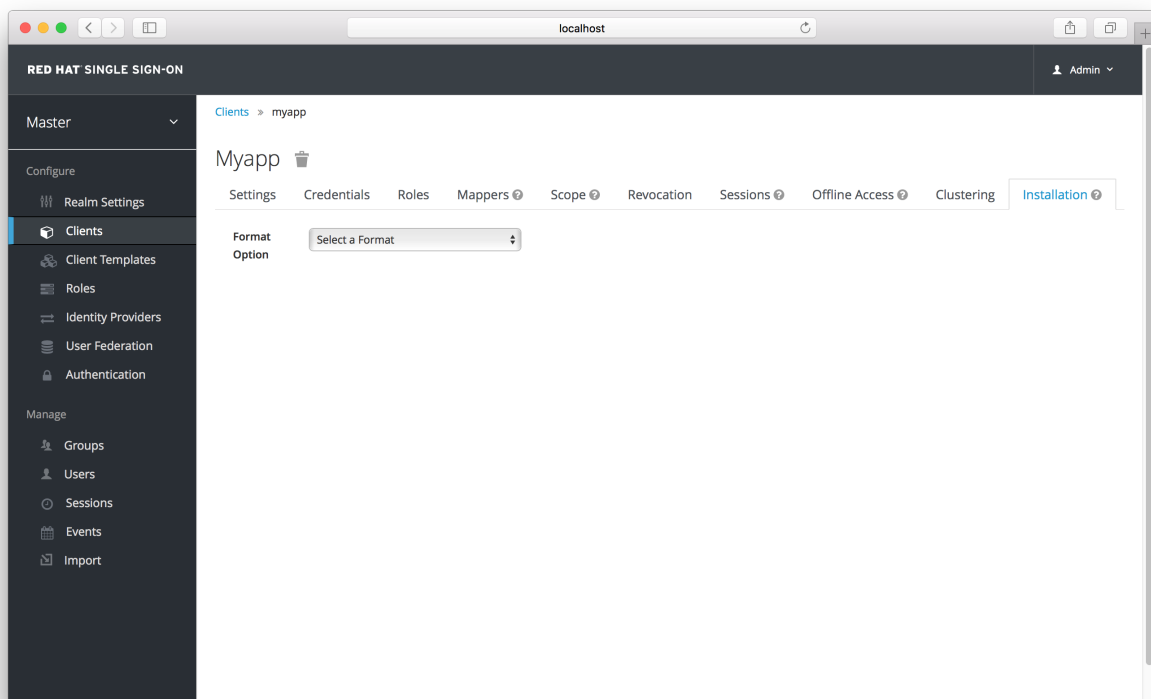 localhost
RED HAT SINGLE SIGN-ON
Admin
Master
Clients » myapp
Myapp
Settings Credentials Roles Mappers Scope Revocation Sessions Offline Access Clustering Installation
Format
Option
Select a Format
Configure
Realm Settings
Clients
Client Templates
Roles
Identity Providers
User Federation
Authentication
Manage
Groups
Users
Sessions
Events
Import